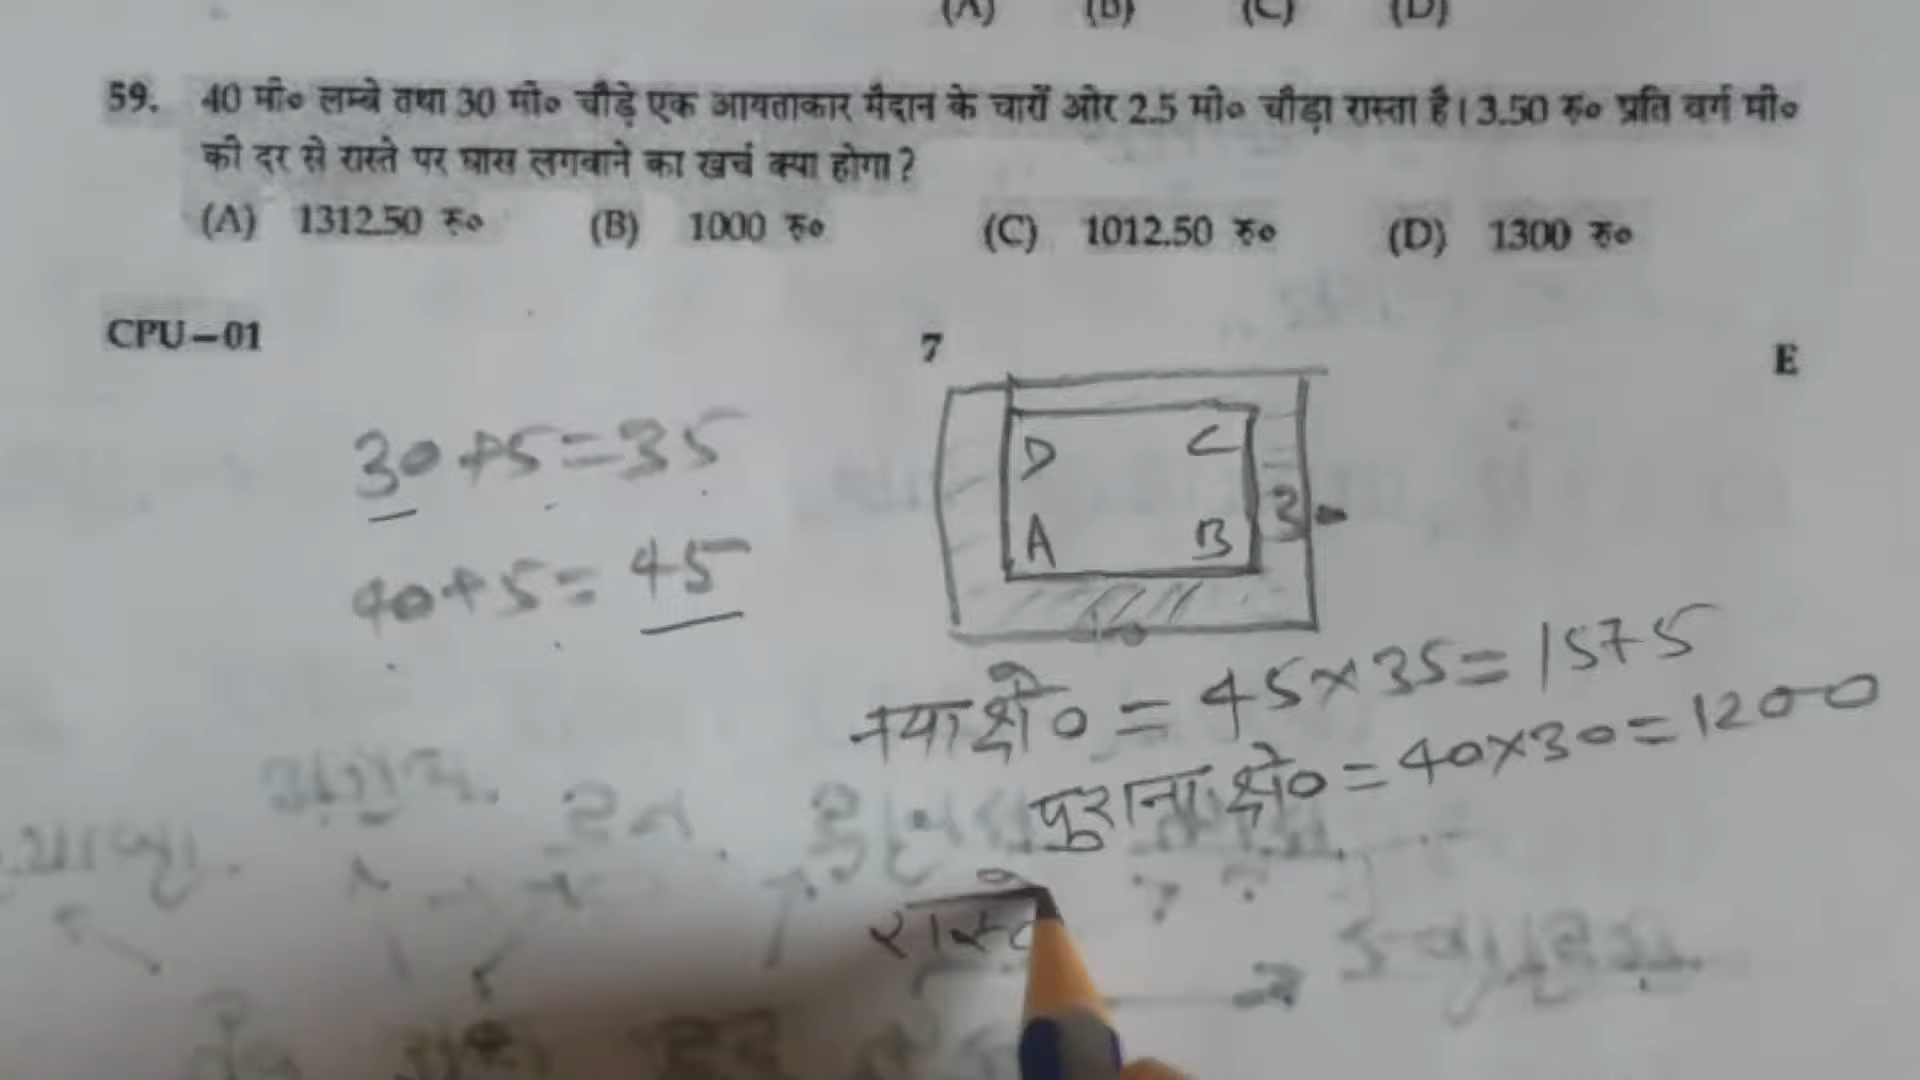 (A) (B) (C) (D)
59. 40 मी० लम्बे तथा 30 मी० चौड़े एक आयताकार मैदान के चारों ओर 2.5 मी० चौड़ा रास्ता है। 3.50 रु० प्रति वर्ग मी०
की दर से रास्ते पर घास लगवाने का खर्च क्या होगा?
(A) 1312.50 रु० (B) 1000 रु० (C) 1012.50 रु० (D) 1300 रु०
CPU-01 7 E
30+5=35
40+5=45
D C
A B 3
नया क्षे० = 45×35=1575
पुराना क्षे० = 40×30=1200